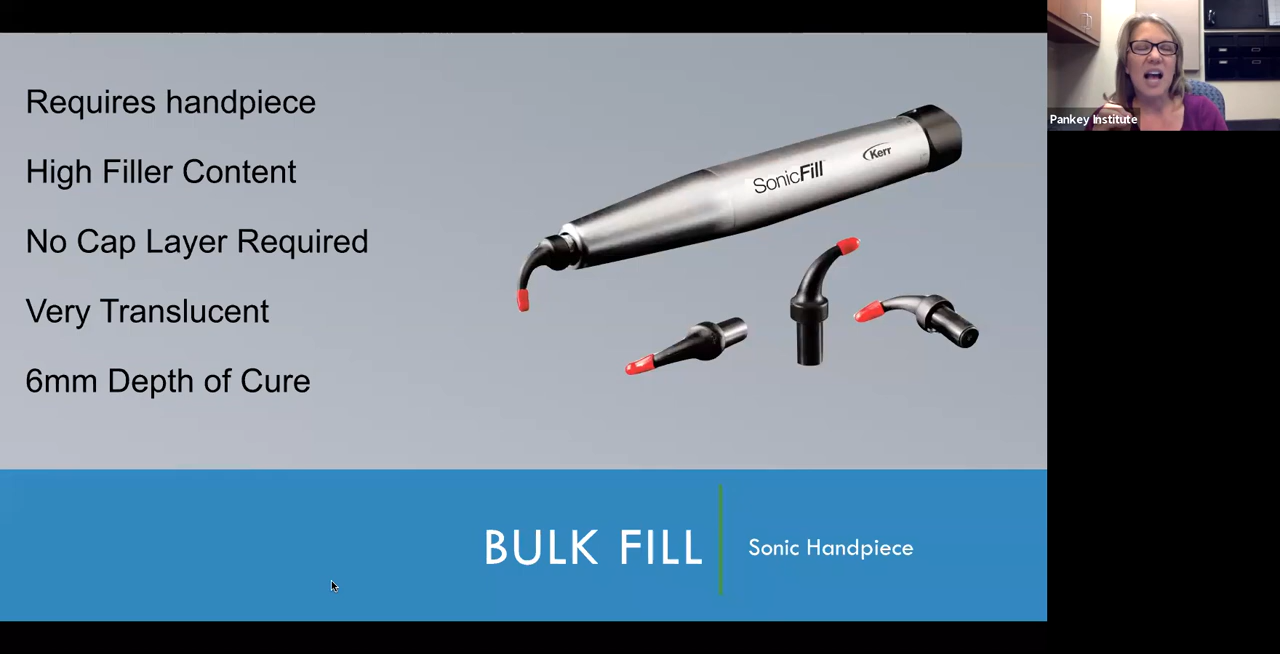 Requires handpiece
High Filler Content
No Cap Layer Required
Very Translucent
6mm Depth of Cure
SonicFill
Kerr
BULK FILL
Sonic Handpiece
Pankey Institute